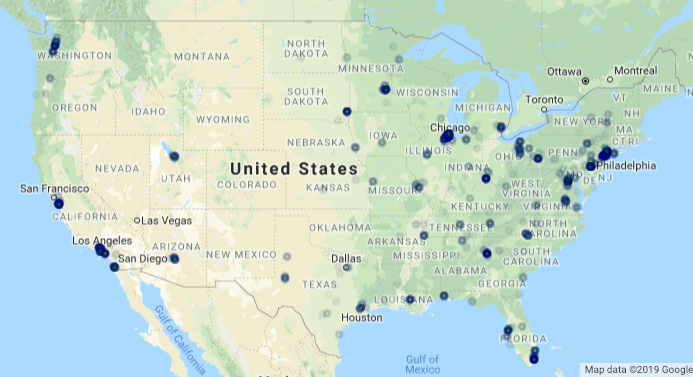 WASHINGTON
MONTANA
NORTH
DAKOTA
MINNESOTA
Ottawa
Montreal
MAINE
OREGON
IDAHO
SOUTH
DAKOTA
WISCONSIN
MICHIGAN
Toronto
VT
NH
WYOMING
NEW YORK
MA
CT RI
Chicago
IOWA
NEBRASKA
ILLINOIS
OHIO
PENN
Philadelphia
NEVADA
UTAH
United States
INDIANA
MD
DE
NJ
San Francisco
COLORADO
KANSAS
MISSOURI
WEST
VIRGINIA
VIRGINIA
CALIFORNIA
Las Vegas
KENTUCKY
Los Angeles
OKLAHOMA
TENNESSEE
NORTH
CAROLINA
ARIZONA
NEW MEXICO
ARKANSAS
San Diego
Dallas
MISSISSIPPI
SOUTH
CAROLINA
ALABAMA
TEXAS
GEORGIA
LOUISIANA
Houston
Gulf of California
FLORIDA
Gulf of
Mexico
Map data ©2019 Google